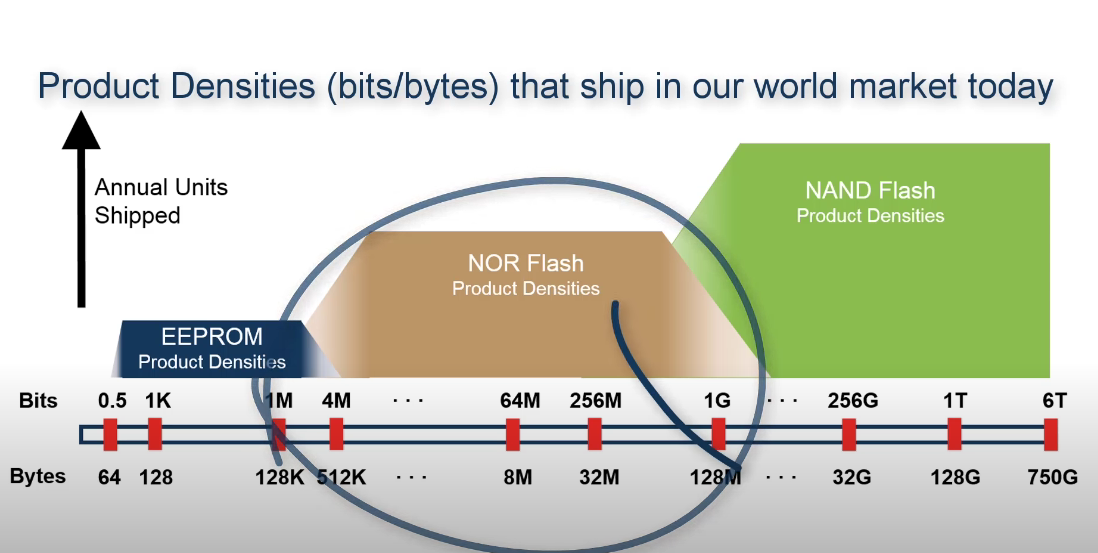 Product Densities (bits/bytes) that ship in our world market today
Annual Units
Shipped
NAND Flash
Product Densities
NOR Flash
Product Densities
EEPROM
Product Densities
Bits 0.5 1K 1M 4M . . . 64M 256M 1G . . . 256G 1T 6T
Bytes 64 128 128K 512K . . . 8M 32M 128M . . . 32G 128G 750G